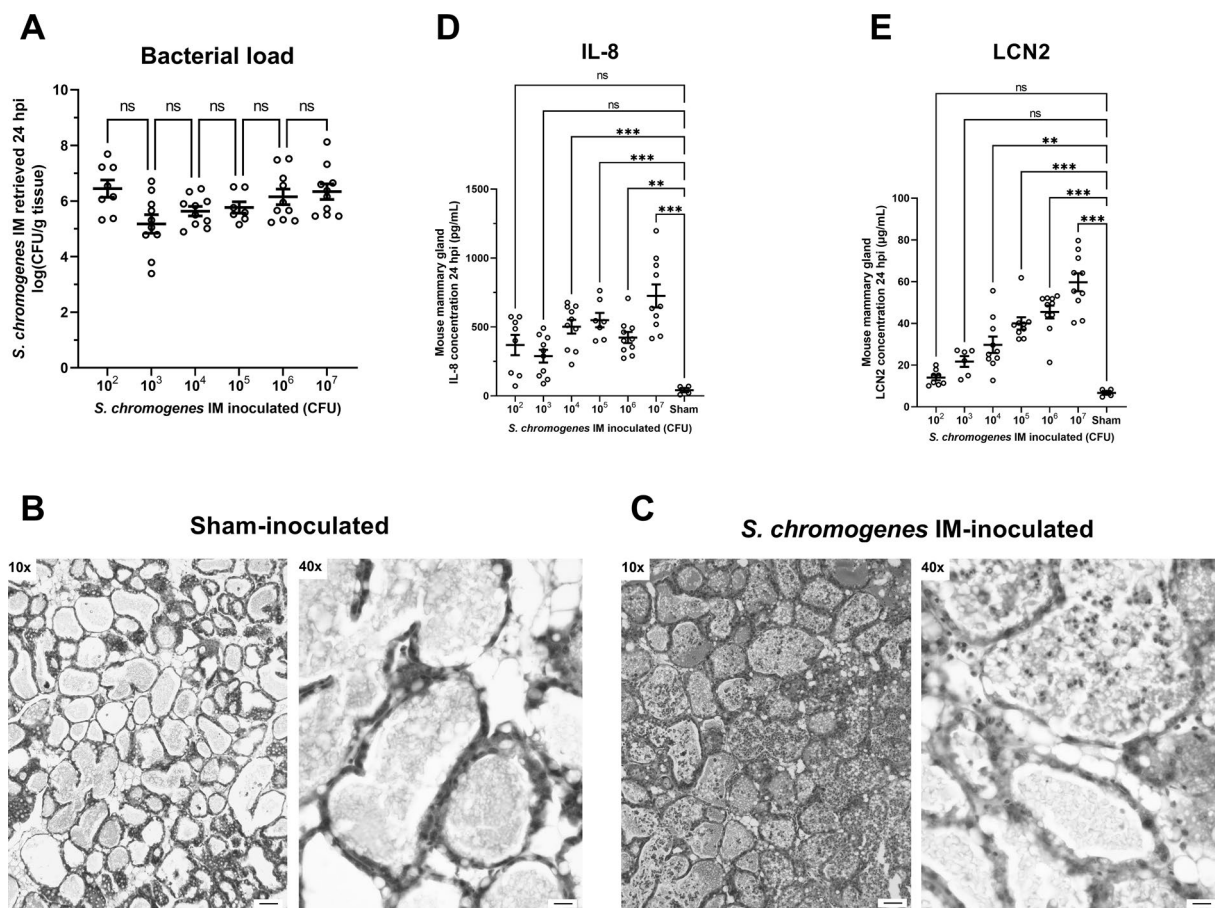 A
Bacterial load
S. chromogenes IM retrieved 24 hpi
log(CFU/g tissue)
10
8
6
4
2
0
ns ns ns ns ns
10² 10³ 10⁴ 10⁵ 10⁶ 10⁷
S. chromogenes IM inoculated (CFU)
D
IL-8
ns
ns
***
***
**
***
Mouse mammary gland
IL-8 concentration 24 hpi (pg/mL)
1500
1000
500
0
10² 10³ 10⁴ 10⁵ 10⁶ 10⁷ Sham
S. chromogenes IM inoculated (CFU)
E
LCN2
ns
ns
**
***
***
***
Mouse mammary gland
LCN2 concentration 24 hpi (µg/mL)
100
80
60
40
20
0
10² 10³ 10⁴ 10⁵ 10⁶ 10⁷ Sham
S. chromogenes IM inoculated (CFU)
B
Sham-inoculated
10x
40x
C
S. chromogenes IM-inoculated
10x
40x